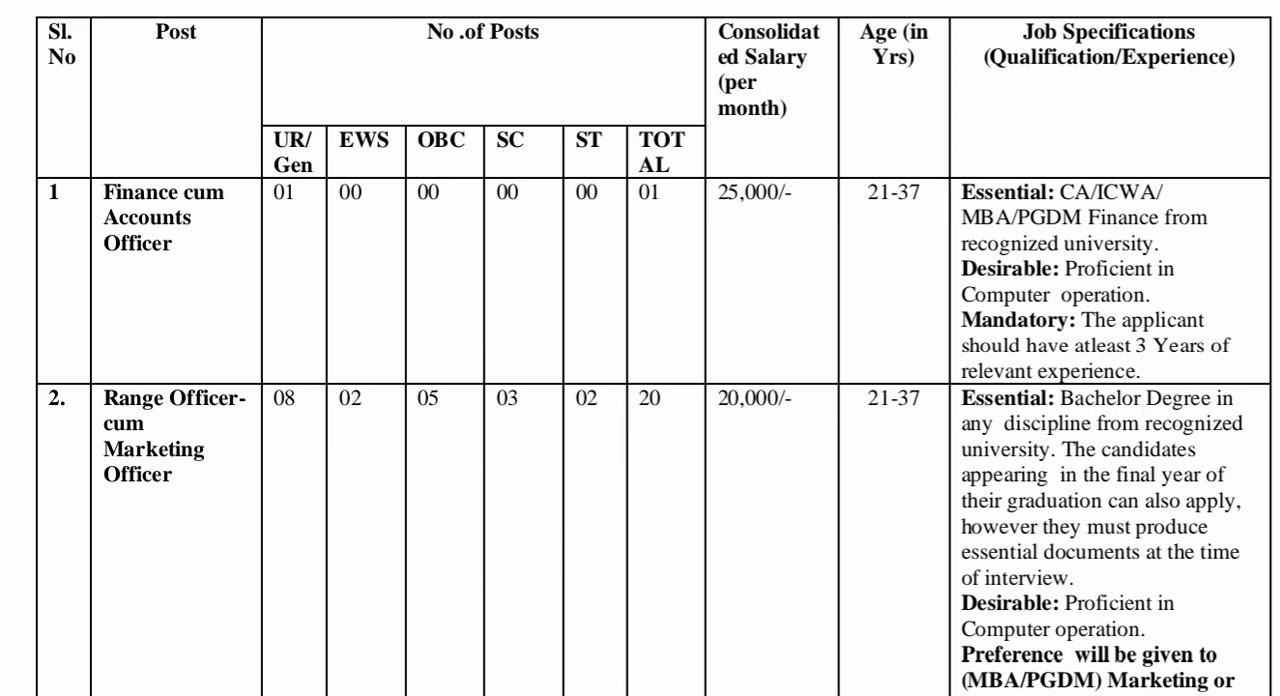 Sl. No
Post
No .of Posts
Consolidat
ed Salary
(per
month)
Age (in
Yrs)
Job Specifications
(Qualification/Experience)
UR/
Gen
EWS
OBC
SC
ST
TOT
AL
1
Finance cum
Accounts
Officer
01
00
00
00
00
01
25,000/-
21-37
Essential: CA/ICWA/
MBA/PGDM Finance from
recognized university.
Desirable: Proficient in
Computer operation.
Mandatory: The applicant
should have atleast 3 Years of
relevant experience.
2.
Range Officer-
cum
Marketing
Officer
08
02
05
03
02
20
20,000/-
21-37
Essential: Bachelor Degree in
any discipline from recognized
university. The candidates
appearing in the final year of
their graduation can also apply,
however they must produce
essential documents at the time
of interview.
Desirable: Proficient in
Computer operation.
Preference will be given to
(MBA/PGDM) Marketing or